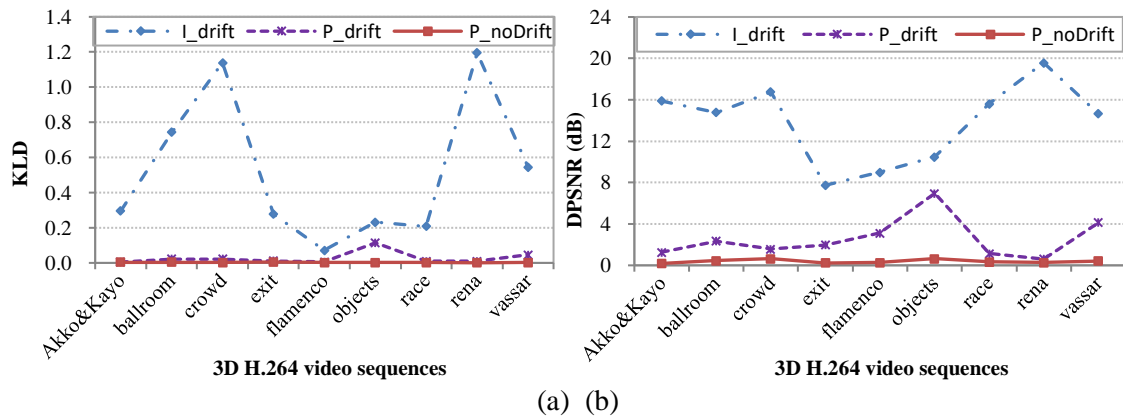 1.4
1.2
1.0
0.8
0.6
0.4
0.2
0.0
KLD
I_drift P_drift P_noDrift
Akko&Kayo
ballroom
crowd
exit
flamenco
objects
race
rena
vassar
3D H.264 video sequences
24
20
16
12
8
4
0
DPSNR (dB)
I_drift P_drift P_noDrift
Akko&Kayo
ballroom
crowd
exit
flamenco
objects
race
rena
vassar
3D H.264 video sequences
(a) (b)